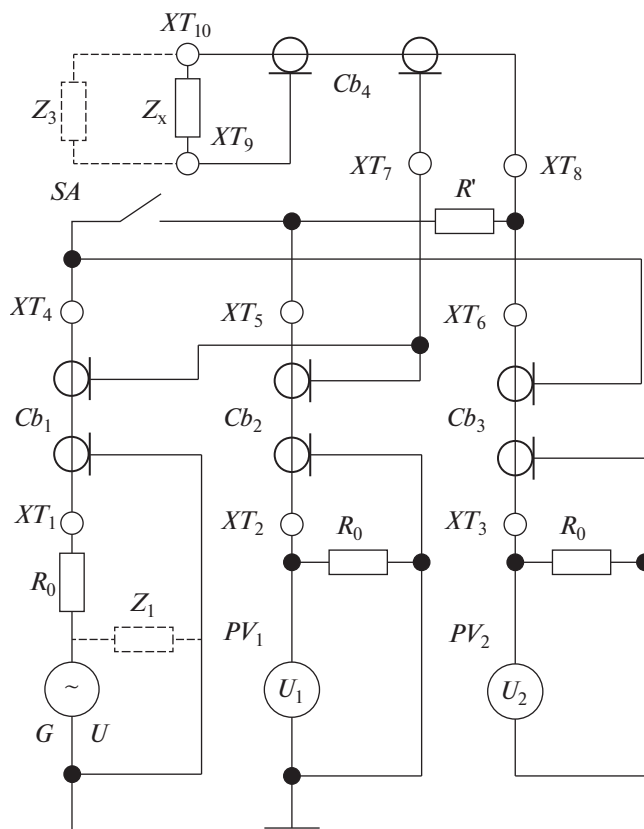 XT₁₀
Cb₄
Z₃
Zₓ
XT₉
XT₇
XT₈
SA
R'
XT₄
XT₅
XT₆
Cb₁
Cb₂
Cb₃
XT₁
XT₂
R₀
XT₃
R₀
R₀
Z₁
PV₁
PV₂
~
U₁
U₂
G U